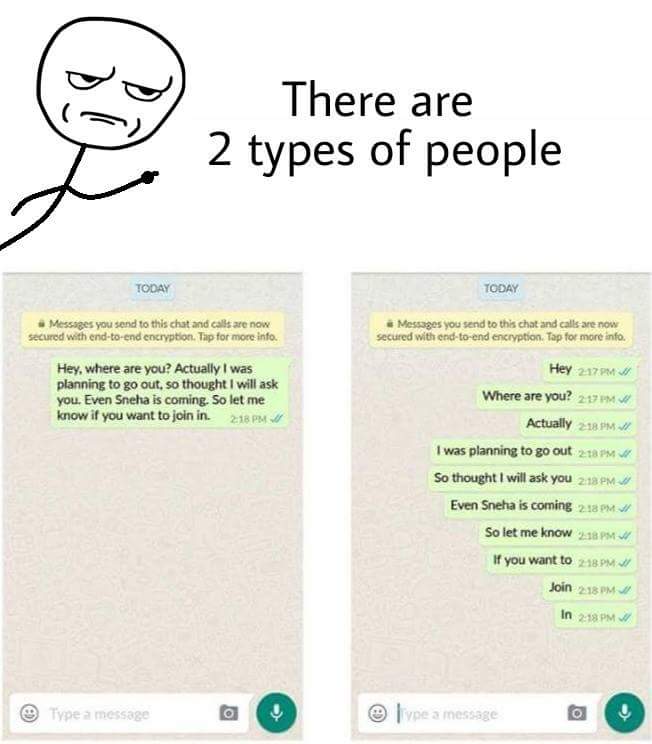 There are
2 types of people
TODAY
Messages you send to this chat and calls are now
secured with end-to-end encryption. Tap for more info.
Hey, where are you? Actually I was
planning to go out, so thought I will ask
you. Even Sneha is coming. So let me
know if you want to join in. 2:18 PM
Type a message
TODAY
Messages you send to this chat and calls are now
secured with end-to-end encryption. Tap for more info.
Hey 2:17 PM
Where are you? 2:17 PM
Actually 2:18 PM
I was planning to go out 2:18 PM
So thought I will ask you 2:18 PM
Even Sneha is coming 2:18 PM
So let me know 2:18 PM
If you want to 2:18 PM
Join 2:18 PM
In 2:18 PM
Type a message